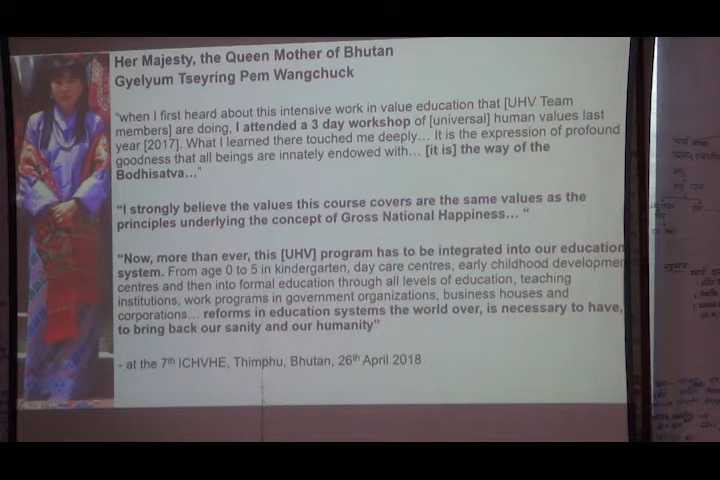 Her Majesty, the Queen Mother of Bhutan
Gyelyum Tseyring Pem Wangchuck
"when I first heard about this intensive work in value education that [UHV Team
members] are doing, I attended a 3 day workshop of [universal] human values last
year [2017]. What I learned there touched me deeply… It is the expression of profound
goodness that all beings are innately endowed with… [it is] the way of the
Bodhisatva…"
"I strongly believe the values this course covers are the same values as the
principles underlying the concept of Gross National Happiness… "
"Now, more than ever, this [UHV] program has to be integrated into our education
system. From age 0 to 5 in kindergarten, day care centres, early childhood developmen
centres and then into formal education through all levels of education, teaching
institutions, work programs in government organizations, business houses and
corporations… reforms in education systems the world over, is necessary to have,
to bring back our sanity and our humanity"
- at the 7th ICHVHE, Thimphu, Bhutan, 26th April 2018